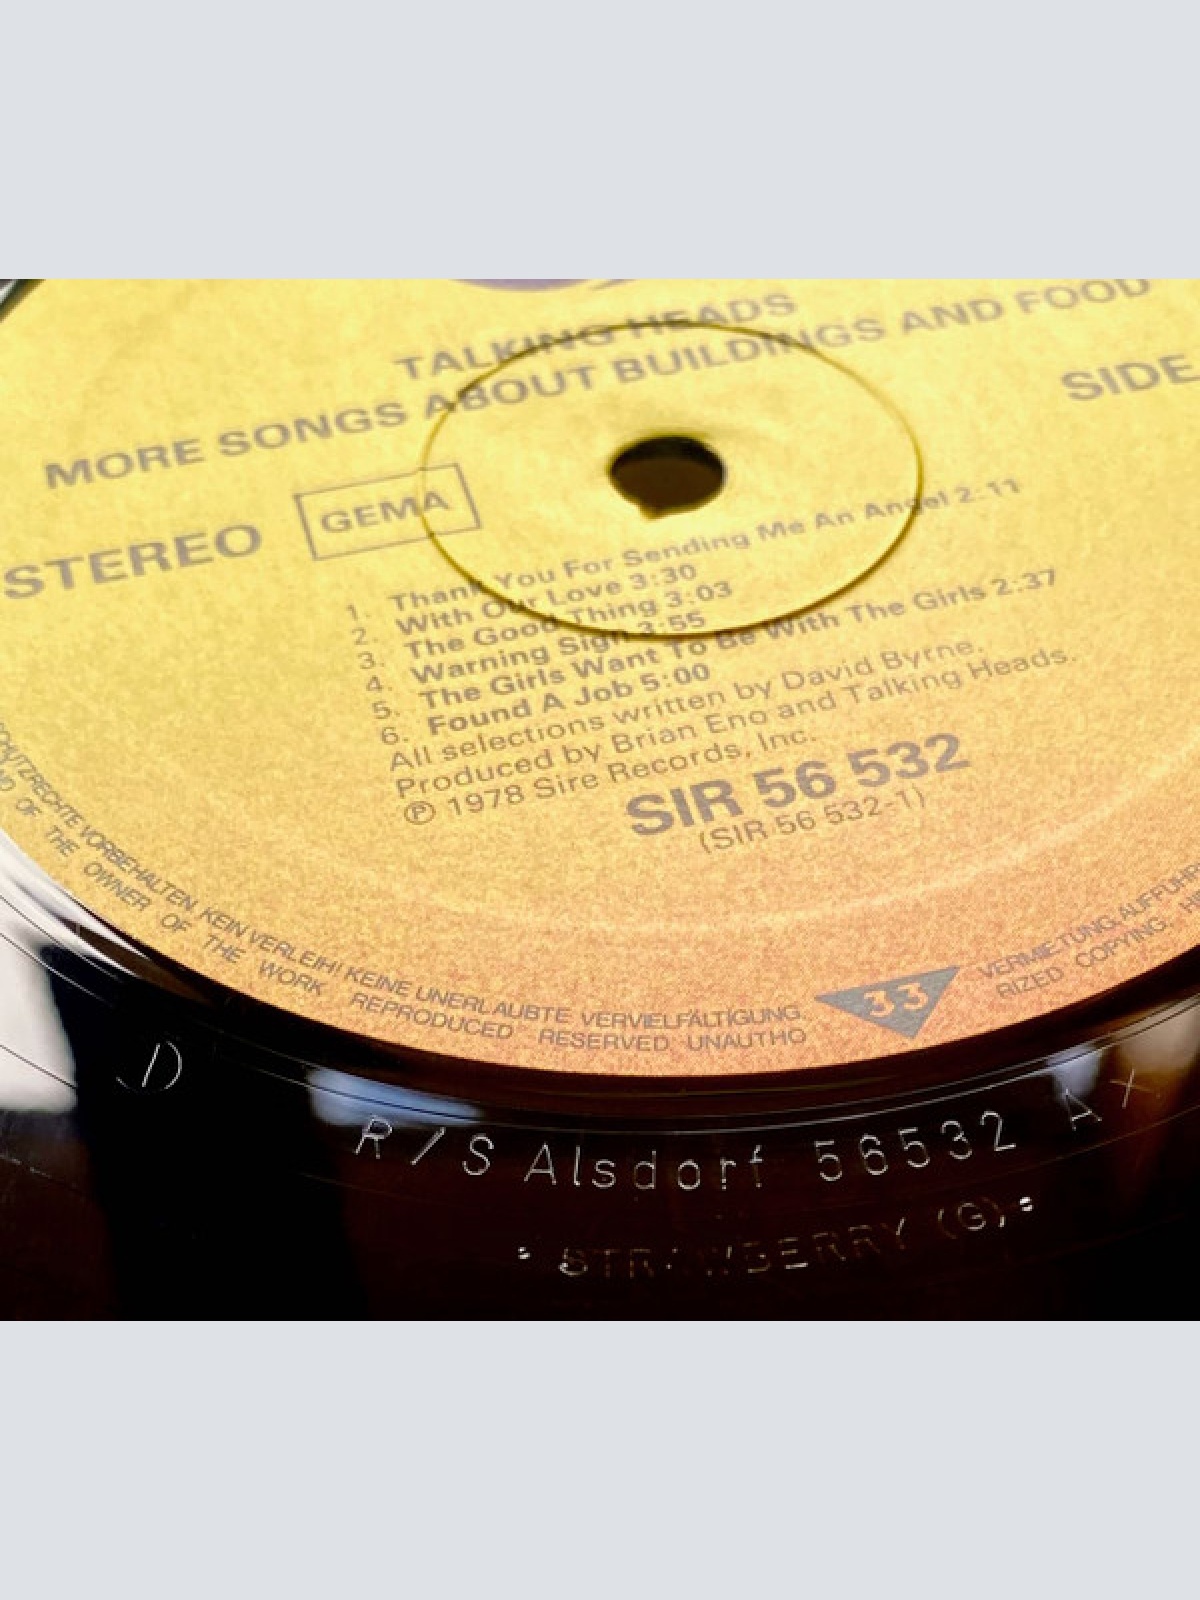 TALKING HEADS
MORE SONGS ABOUT BUILDINGS AND FOOD
SIDE
STEREO
GEMA
1. Thank You For Sending Me An Angel 2:11
2. With Our Love 3:30
3. The Good Thing 3:03
4. Warning Sign 3:55
5. The Girls Want To Be With The Girls 2:37
6. Found A Job 5:00
All selections written by David Byrne.
Produced by Brian Eno and Talking Heads.
℗ 1978 Sire Records, Inc.
SIR 56 532
(SIR 56 532-1)
VORBEHALTEN KEIN VERLEIH! KEINE UNERLAUBTE VERVIELFÄLTIGUNG,
OF THE OWNER OF THE WORK REPRODUCED RESERVED UNAUTHO
33
VERMIETUNG,
RIZED COPYING,
D
R / S Alsdorf 56532 A X
• STRAWBERRY (G) •